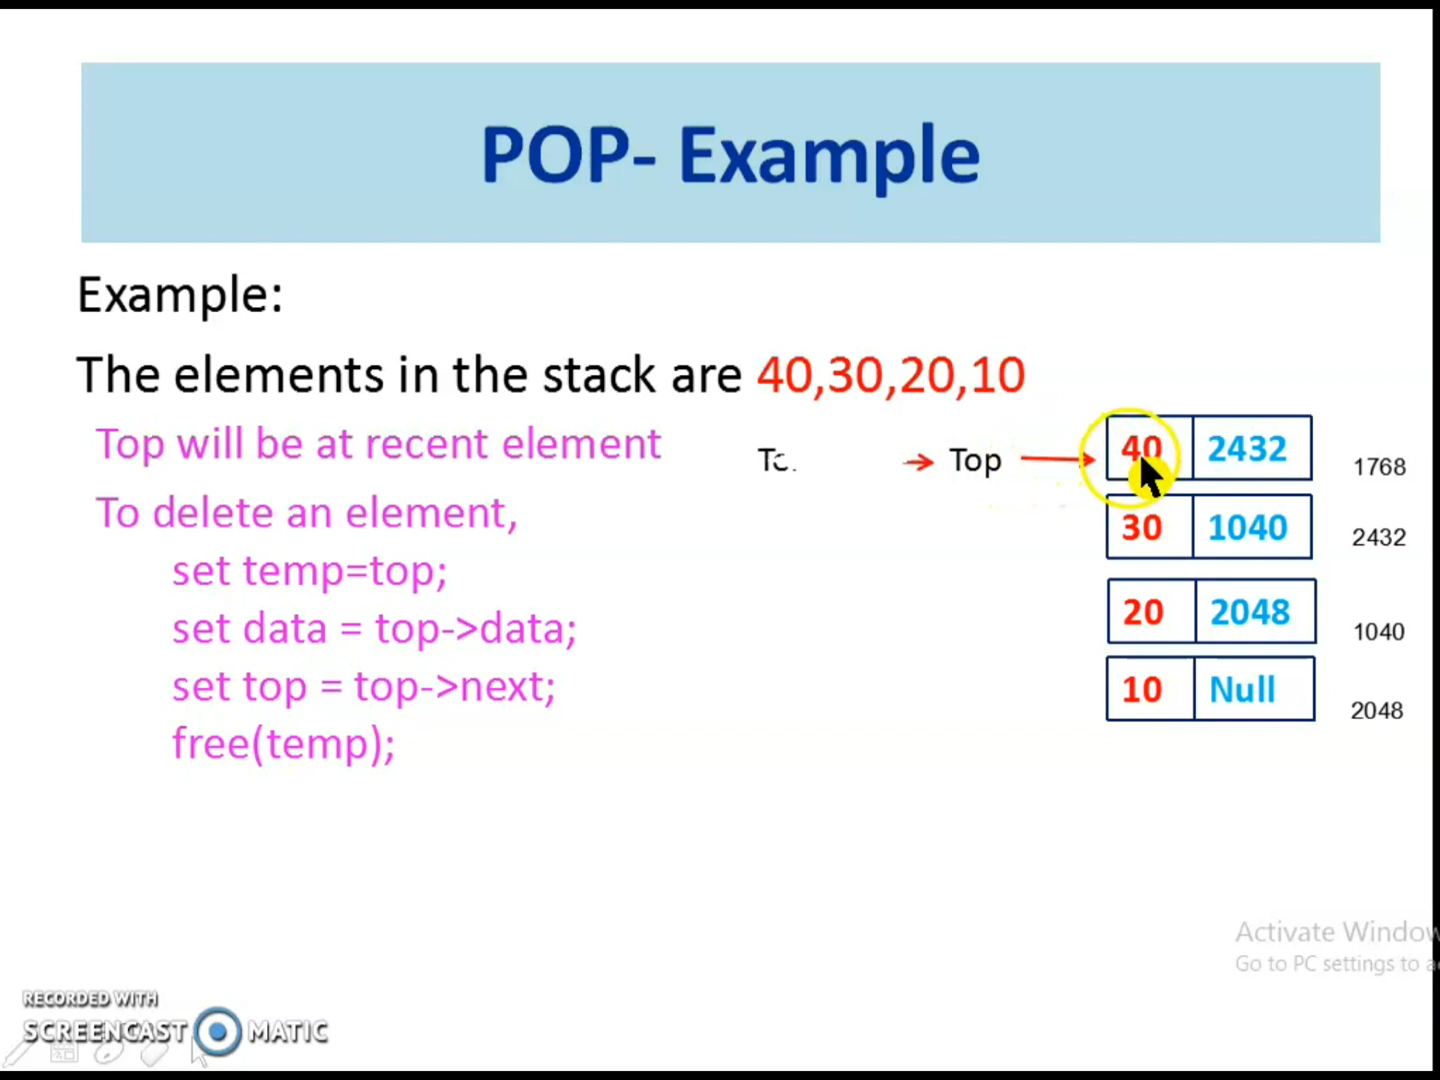 POP- Example
Example:
The elements in the stack are 40,30,20,10
Top will be at recent element
Top
40 2432
1768
To delete an element,
30 1040
2432
set temp=top;
set data = top->data;
20 2048
1040
set top = top->next;
10 Null
2048
free(temp);
Activate Window
Go to PC settings to a
RECORDED WITH
SCREENCAST MATIC